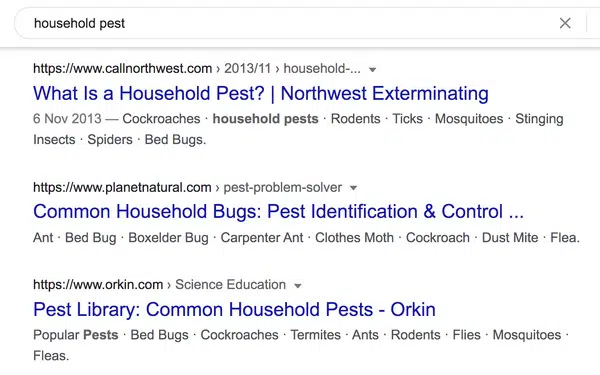 household pest
https://www.callnorthwest.com › 2013/11 › household-...
What Is a Household Pest? | Northwest Exterminating
6 Nov 2013 — Cockroaches · household pests · Rodents · Ticks · Mosquitoes · Stinging
Insects · Spiders · Bed Bugs.
https://www.planetnatural.com › pest-problem-solver
Common Household Bugs: Pest Identification & Control ...
Ant · Bed Bug · Boxelder Bug · Carpenter Ant · Clothes Moth · Cockroach · Dust Mite · Flea.
https://www.orkin.com › Science Education
Pest Library: Common Household Pests - Orkin
Popular Pests · Bed Bugs · Cockroaches · Termites · Ants · Rodents · Flies · Mosquitoes ·
Fleas.